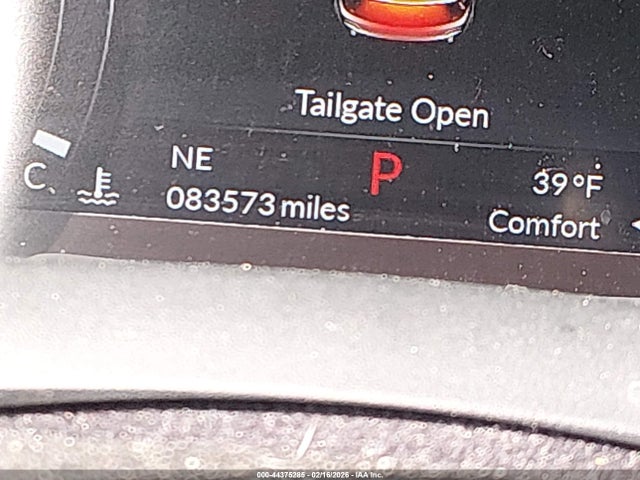 Tailgate Open
C
NE
P
39°F
083573 miles
Comfort
000-44375285 - 02/16/2026 - IAA Inc.